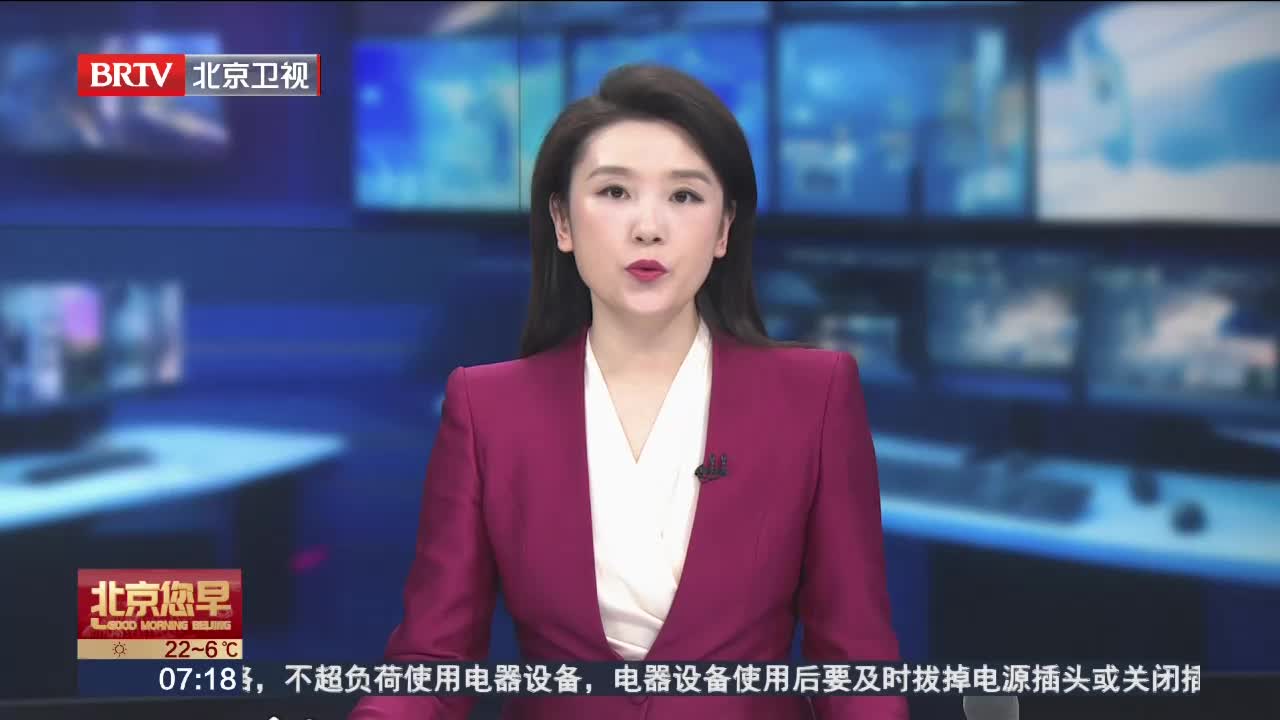 BRTV 北京卫视
北京您早
GOOD MORNING BEIJING
22~6℃
07:18
,不超负荷使用电器设备,电器设备使用后要及时拔掉电源插头或关闭